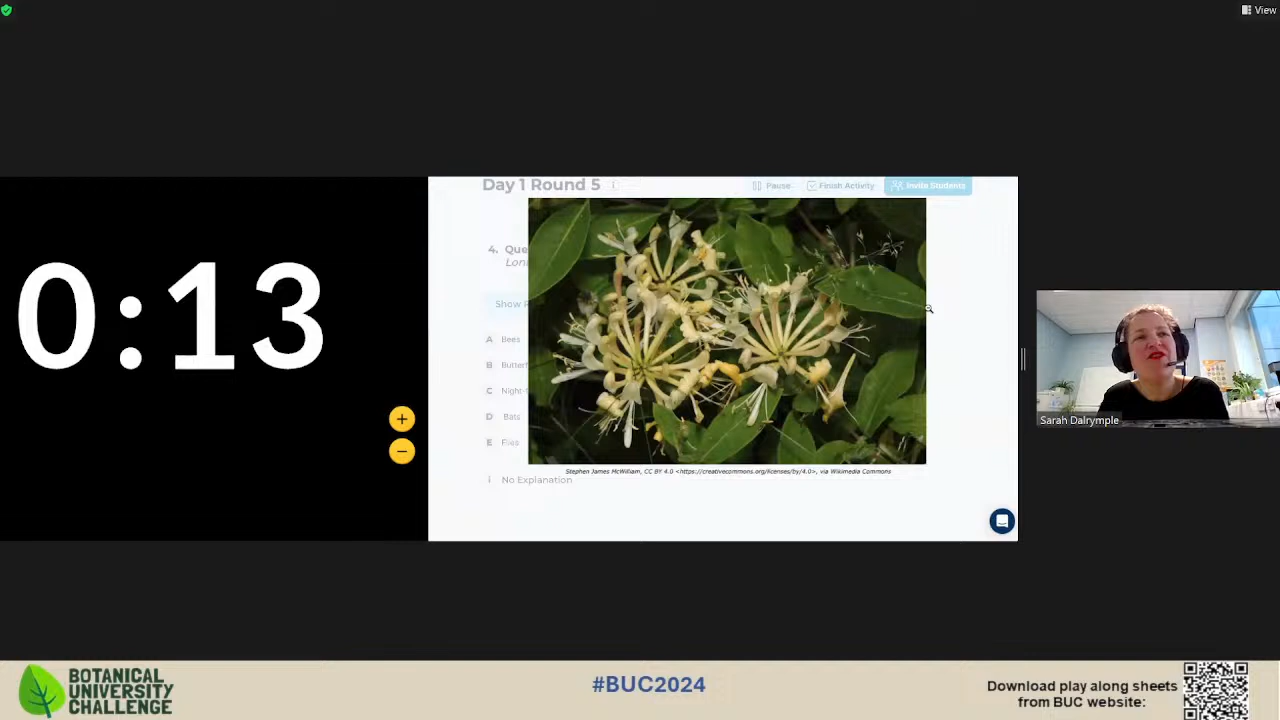 View
0:13
+
−
Day 1 Round 5
Pause
Finish Activity
Invite Students
4.
Show
A Bees
B
C
D Bats
E Flies
i No Explanation
Stephen James McWilliam, CC BY 4.0 <https://creativecommons.org/licenses/by/4.0>, via Wikimedia Commons
Sarah Dalrymple
BOTANICAL
UNIVERSITY
CHALLENGE
#BUC2024
Download play along sheets
from BUC website: